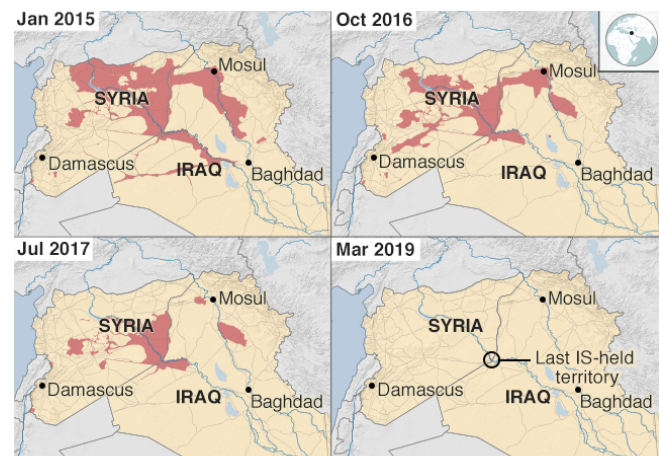 Jan 2015
Mosul
SYRIA
Damascus
IRAQ
Baghdad
Oct 2016
Mosul
SYRIA
Damascus
IRAQ
Baghdad
Jul 2017
Mosul
SYRIA
Damascus
IRAQ
Baghdad
Mar 2019
Mosul
SYRIA
Last IS-held
territory
Damascus
IRAQ
Baghdad